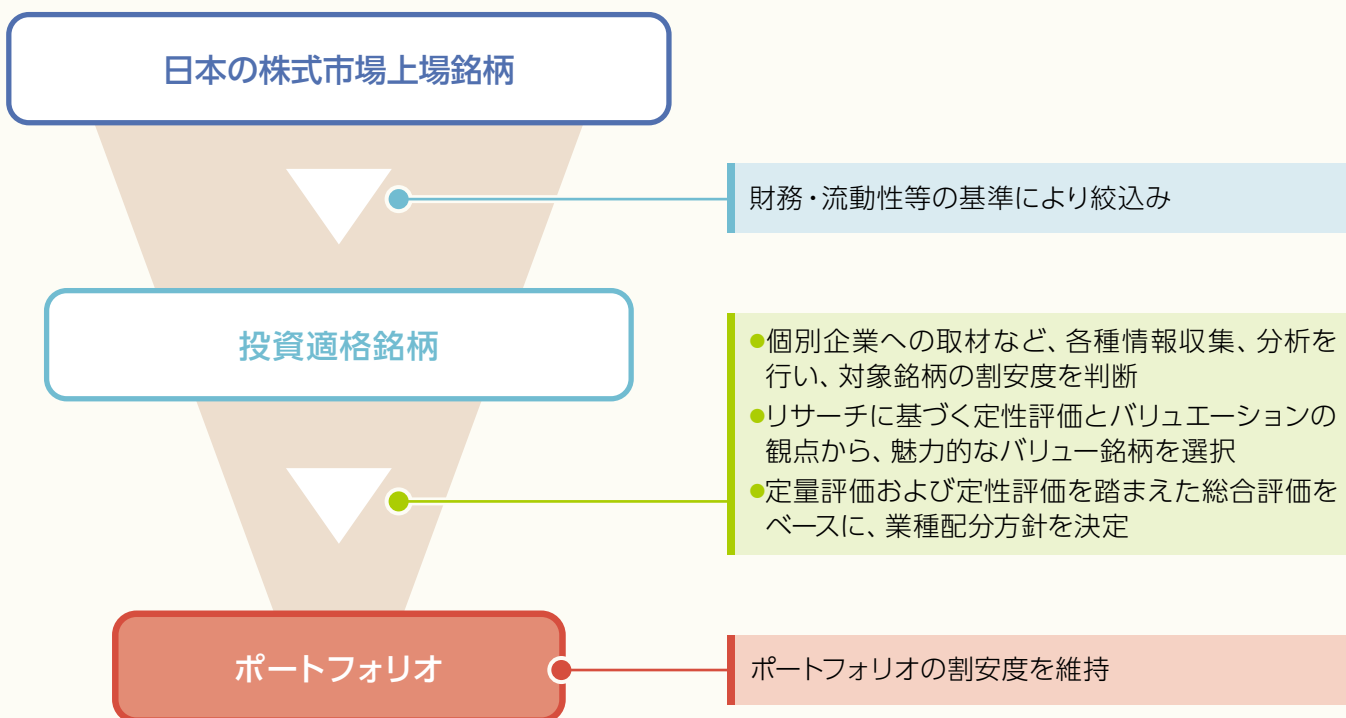 日本の株式市場上場銘柄
財務・流動性等の基準により絞込み
投資適格銘柄
●個別企業への取材など、各種情報収集、分析を
行い、対象銘柄の割安度を判断
●リサーチに基づく定性評価とバリュエーションの
観点から、魅力的なバリュー銘柄を選択
●定量評価および定性評価を踏まえた総合評価を
ベースに、業種配分方針を決定
ポートフォリオ
ポートフォリオの割安度を維持